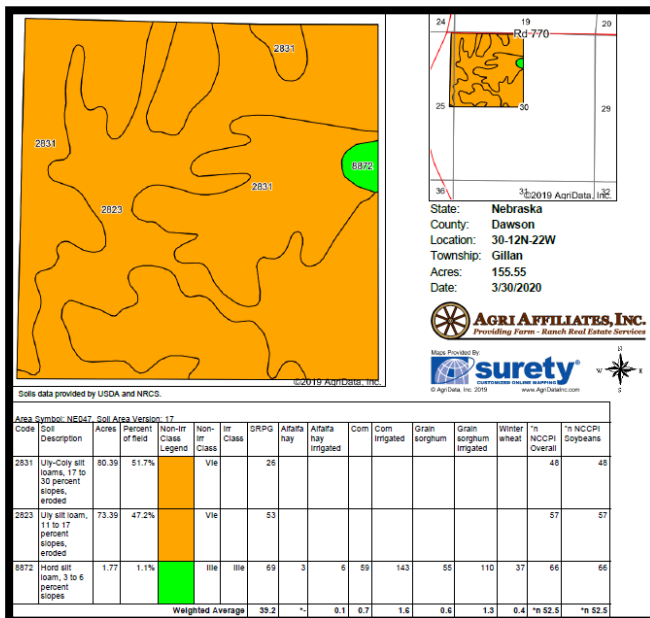 2831
2831
2831
2823
8872
©2019 AgriData, Inc.
Soils data provided by USDA and NRCS.
24 19 20
Rd 770
25 30 29
36 31 32
©2019 AgriData, Inc.
State: Nebraska
County: Dawson
Location: 30-12N-22W
Township: Gillan
Acres: 155.55
Date: 3/30/2020
AGRI AFFILIATES, INC.
Providing Farm - Ranch Real Estate Services
Maps Provided By:
surety®
CUSTOMIZED ONLINE MAPPING
© AgriData, Inc. 2019 www.AgriDataInc.com
N
W E
S
Area Symbol: NE047, Soil Area Version: 17
Code Soil Description Acres Percent of field Non-Irr Class Legend Non-Irr Class Irr Class SRPG Alfalfa hay Alfalfa hay Irrigated Corn Corn Irrigated Grain sorghum Grain sorghum Irrigated Winter wheat *n NCCPI Overall *n NCCPI Soybeans
2831 Uly-Coly silt loams, 17 to 30 percent slopes, eroded 80.39 51.7% VIe 26 48 48
2823 Uly silt loam, 11 to 17 percent slopes, eroded 73.39 47.2% VIe 53 57 57
8872 Hord silt loam, 3 to 6 percent slopes 1.77 1.1% IIIe IIIe 69 3 6 59 143 55 110 37 66 66
Weighted Average 39.2 *- 0.1 0.7 1.6 0.6 1.3 0.4 *n 52.5 *n 52.5